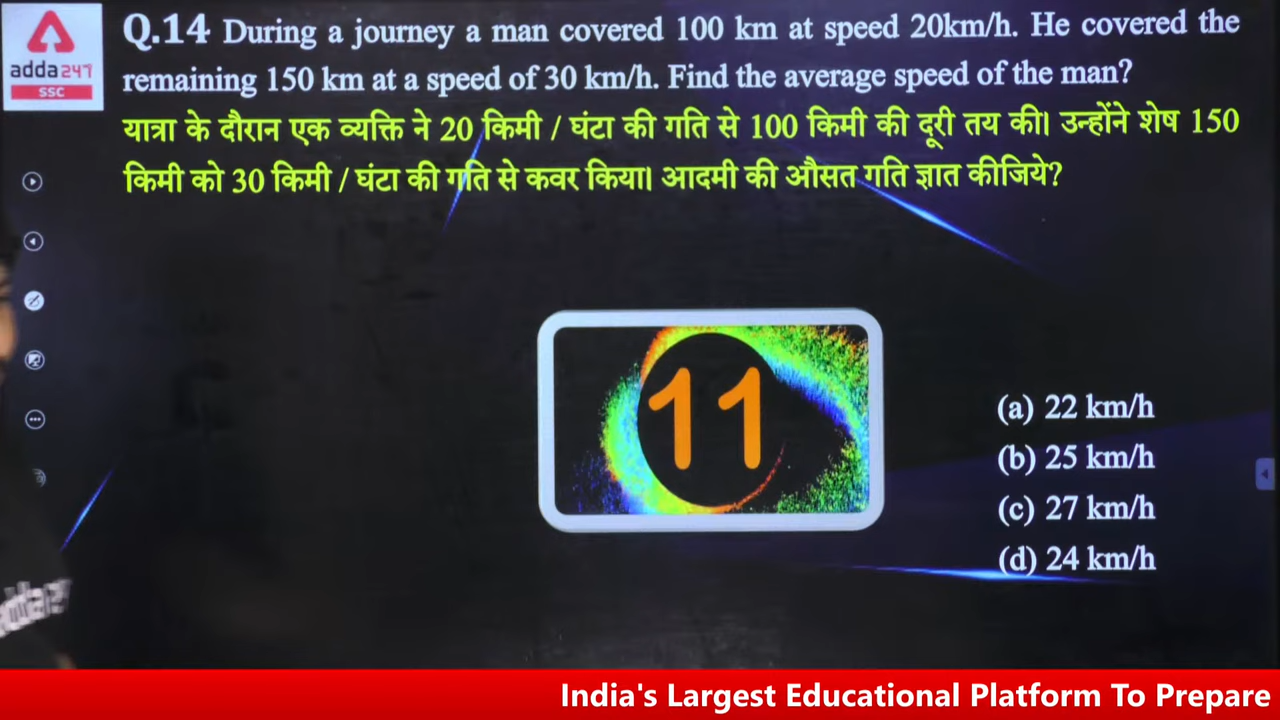 adda247
SSC
Q.14 During a journey a man covered 100 km at speed 20km/h. He covered the
remaining 150 km at a speed of 30 km/h. Find the average speed of the man?
यात्रा के दौरान एक व्यक्ति ने 20 किमी / घंटा की गति से 100 किमी की दूरी तय की। उन्होंने शेष 150
किमी को 30 किमी / घंटा की गति से कवर किया। आदमी की औसत गति ज्ञात कीजिये?
11
(a) 22 km/h
(b) 25 km/h
(c) 27 km/h
(d) 24 km/h
India's Largest Educational Platform To Prepare